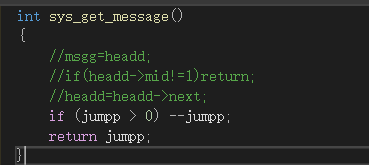 int sys_get_message()
{
//msgg=headd;
//if(headd->mid!=1)return;
//headd=headd->next;
if (jumpp > 0) --jumpp;
return jumpp;
}